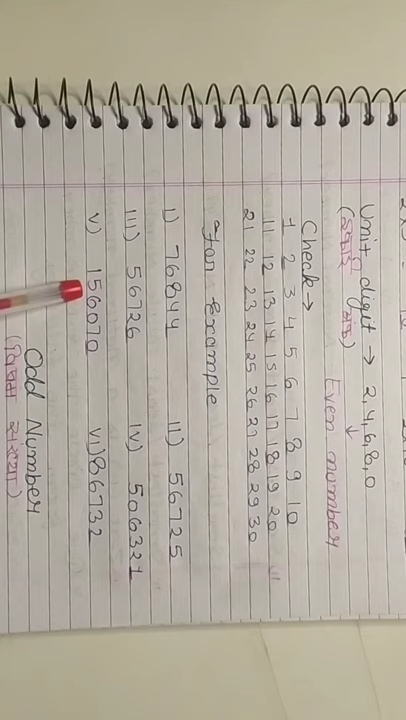 Unit digit → 2,4,6,8,0
(इकाई अंक) ↓
Even number
Check →
1 2 3 4 5 6 7 8 9 10
11 12 13 14 15 16 17 18 19 20
21 22 23 24 25 26 27 28 29 30
For example
I) 76844 II) 56725
III) 56726 IV) 506321
V) 156070 VI) 86732
Odd Number
(विषम संख्या)